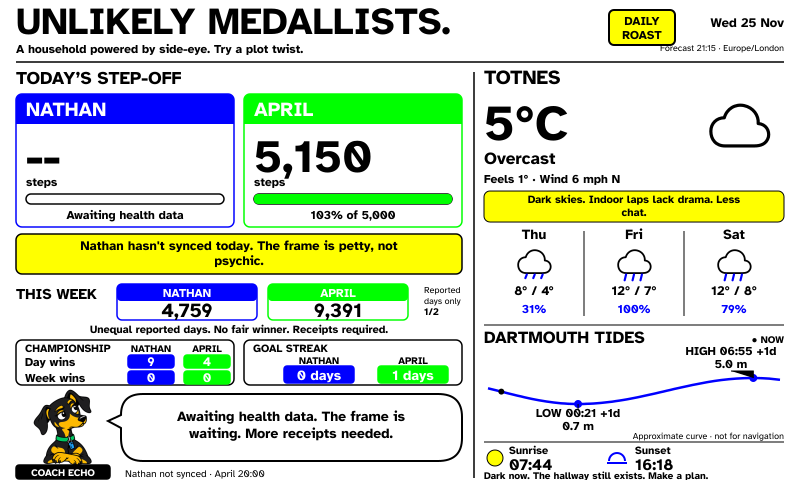 UNLIKELY MEDALLISTS.
A household powered by side-eye. Try a plot twist.
DAILY
ROAST
Wed 25 Nov
Forecast 21:15 · Europe/London
TODAY'S STEP-OFF
NATHAN
--
steps
Awaiting health data
APRIL
5,150
steps
103% of 5,000
Nathan hasn't synced today. The frame is petty, not
psychic.
THIS WEEK
NATHAN
4,759
APRIL
9,391
Reported
days only
1/2
Unequal reported days. No fair winner. Receipts required.
CHAMPIONSHIP NATHAN APRIL
Day wins 9 4
Week wins 0 0
GOAL STREAK
NATHAN APRIL
0 days 1 days
Awaiting health data. The frame is
waiting. More receipts needed.
COACH ECHO
Nathan not synced · April 20:00
TOTNES
5°C
Overcast
Feels 1° · Wind 6 mph N
Dark skies. Indoor laps lack drama. Less
chat.
Thu Fri Sat
8° / 4° 12° / 7° 12° / 8°
31% 100% 79%
DARTMOUTH TIDES
• NOW
HIGH 06:55 +1d
5.0 m
LOW 00:21 +1d
0.7 m
Approximate curve · not for navigation
Sunrise
07:44
Sunset
16:18
Dark now. The hallway still exists. Make a plan.